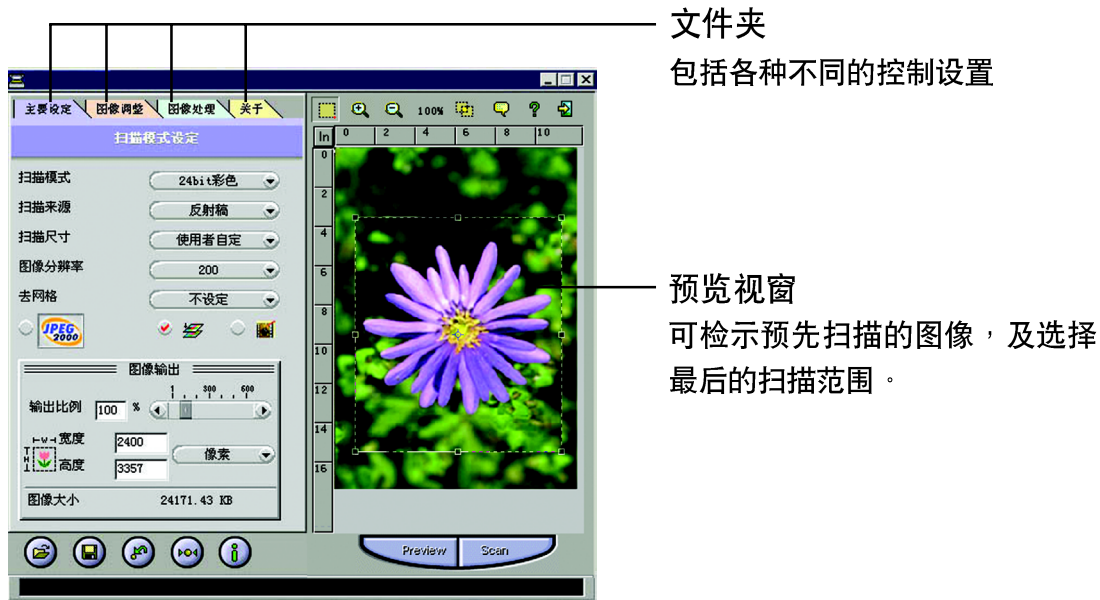 文件夹
包括各种不同的控制设置
主要设定 图像调整 图像处理 关于
100%
扫描模式设定
In 0 2 4 6 8 10
0
2
4
6
8
10
12
14
16
扫描模式 24bit彩色
扫描来源 反射稿
扫描尺寸 使用者自定
图像分辨率 200
去网格 不设定
JPEG 2000
图像输出
1 . . 300 . . 600
输出比例 100 %
W 宽度 2400
像素
H 高度 3357
图像大小 24171.43 KB
Preview Scan
预览视窗
可检示预先扫描的图像，及选择
最后的扫描范围。